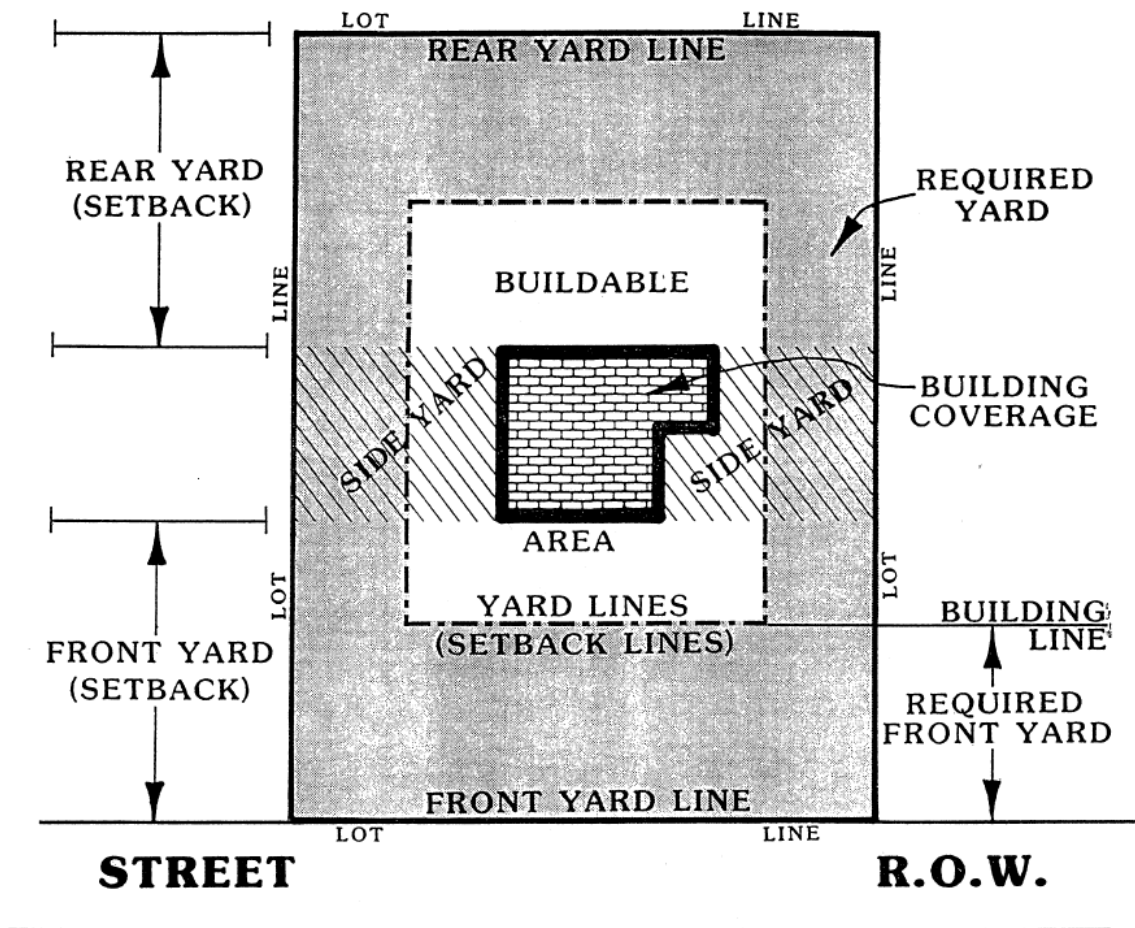 LOT LINE
REAR YARD LINE
REAR YARD
(SETBACK)
REQUIRED
YARD
LINE
LINE
BUILDABLE
SIDE YARD
SIDE YARD
BUILDING
COVERAGE
AREA
LOT
LOT
YARD LINES
(SETBACK LINES)
BUILDING
LINE
FRONT YARD
(SETBACK)
REQUIRED
FRONT YARD
FRONT YARD LINE
LOT LINE
STREET R.O.W.